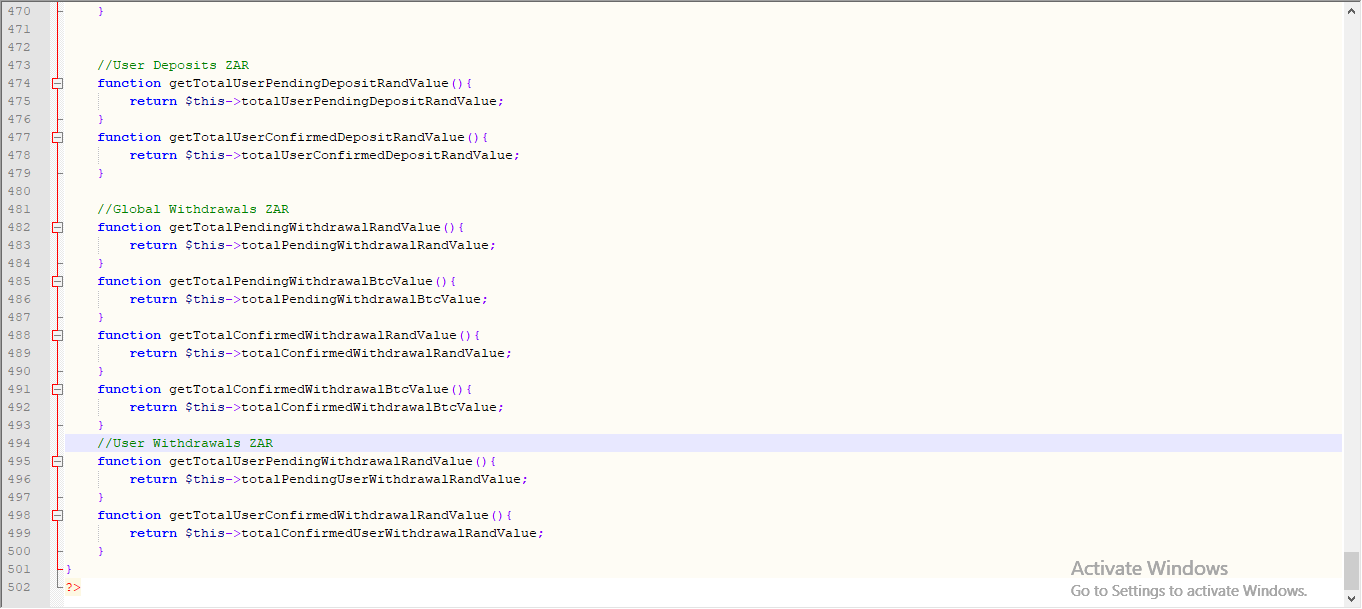 470 }
471
472
473 //User Deposits ZAR
474 function getTotalUserPendingDepositRandValue(){
475 return $this->totalUserPendingDepositRandValue;
476 }
477 function getTotalUserConfirmedDepositRandValue(){
478 return $this->totalUserConfirmedDepositRandValue;
479 }
480
481 //Global Withdrawals ZAR
482 function getTotalPendingWithdrawalRandValue(){
483 return $this->totalPendingWithdrawalRandValue;
484 }
485 function getTotalPendingWithdrawalBtcValue(){
486 return $this->totalPendingWithdrawalBtcValue;
487 }
488 function getTotalConfirmedWithdrawalRandValue(){
489 return $this->totalConfirmedWithdrawalRandValue;
490 }
491 function getTotalConfirmedWithdrawalBtcValue(){
492 return $this->totalConfirmedWithdrawalBtcValue;
493 }
494 //User Withdrawals ZAR
495 function getTotalUserPendingWithdrawalRandValue(){
496 return $this->totalPendingUserWithdrawalRandValue;
497 }
498 function getTotalUserConfirmedWithdrawalRandValue(){
499 return $this->totalConfirmedUserWithdrawalRandValue;
500 }
501 }
502 ?>
Activate Windows
Go to Settings to activate Windows.